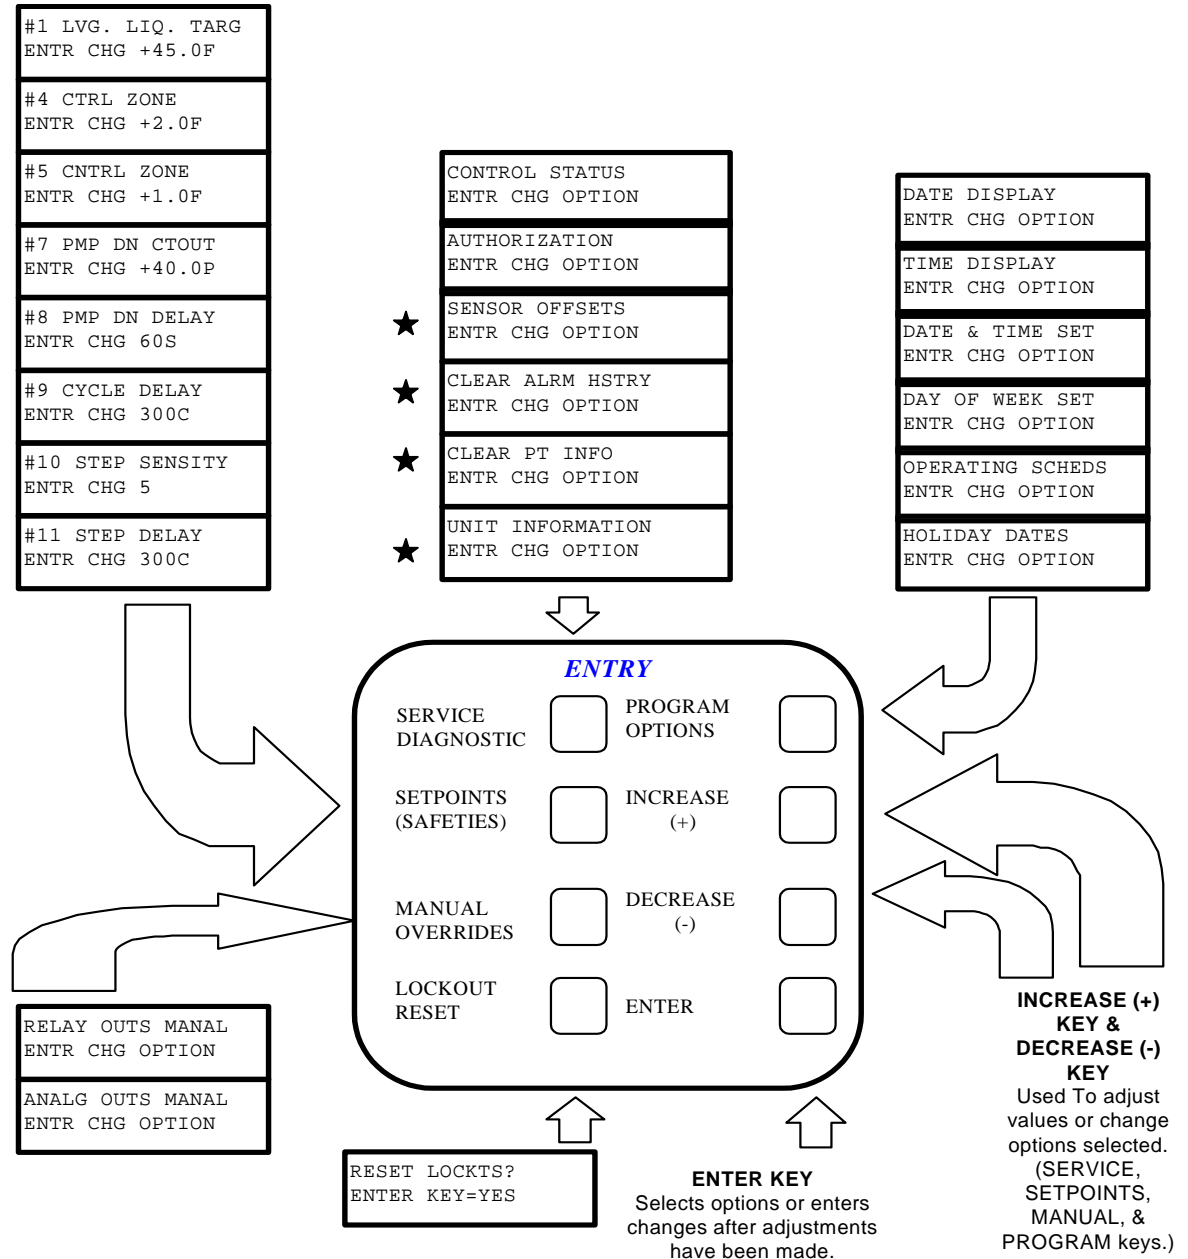 #1 LVG. LIQ. TARG
ENTR CHG +45.0F
#4 CTRL ZONE
ENTR CHG +2.0F
#5 CNTRL ZONE
ENTR CHG +1.0F
#7 PMP DN CTOUT
ENTR CHG +40.0P
#8 PMP DN DELAY
ENTR CHG 60S
#9 CYCLE DELAY
ENTR CHG 300C
#10 STEP SENSITY
ENTR CHG 5
#11 STEP DELAY
ENTR CHG 300C
CONTROL STATUS
ENTR CHG OPTION
AUTHORIZATION
ENTR CHG OPTION
SENSOR OFFSETS
ENTR CHG OPTION
CLEAR ALRM HSTRY
ENTR CHG OPTION
CLEAR PT INFO
ENTR CHG OPTION
UNIT INFORMATION
ENTR CHG OPTION
DATE DISPLAY
ENTR CHG OPTION
TIME DISPLAY
ENTR CHG OPTION
DATE & TIME SET
ENTR CHG OPTION
DAY OF WEEK SET
ENTR CHG OPTION
OPERATING SCHEDS
ENTR CHG OPTION
HOLIDAY DATES
ENTR CHG OPTION
ENTRY
SERVICE
DIAGNOSTIC
PROGRAM
OPTIONS
SETPOINTS
(SAFETIES)
INCREASE
(+)
MANUAL
OVERRIDES
DECREASE
(-)
LOCKOUT
RESET
ENTER
RELAY OUTS MANAL
ENTR CHG OPTION
ANALG OUTS MANAL
ENTR CHG OPTION
RESET LOCKTS?
ENTER KEY=YES
ENTER KEY
Selects options or enters
changes after adjustments
have been made.
INCREASE (+)
KEY &
DECREASE (-)
KEY
Used To adjust
values or change
options selected.
(SERVICE,
SETPOINTS,
MANUAL, &
PROGRAM keys.)